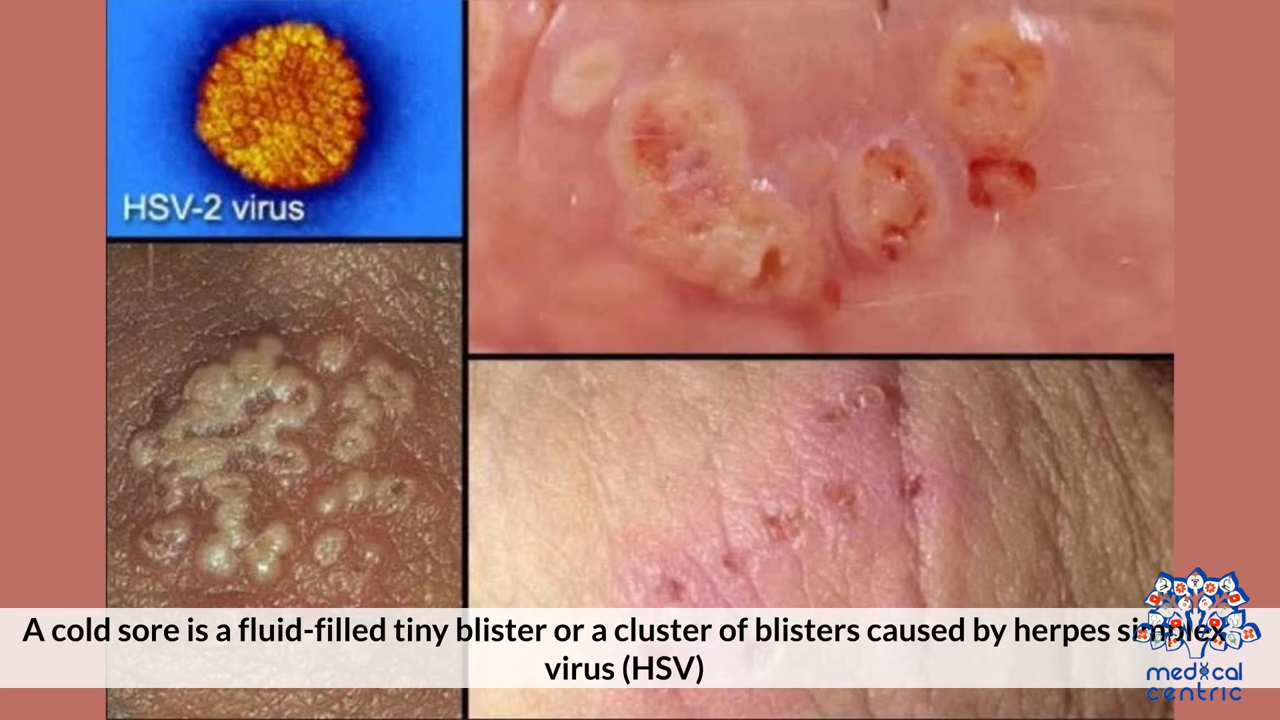 HSV-2 virus
A cold sore is a fluid-filled tiny blister or a cluster of blisters caused by herpes simplex
virus (HSV)
medical
centric